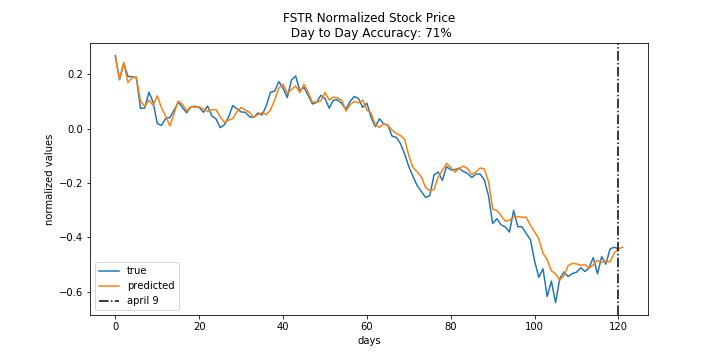 FSTR Normalized Stock Price
Day to Day Accuracy: 71%
normalized values
0.2
0.0
−0.2
−0.4
−0.6
true
predicted
april 9
0
20
40
60
80
100
120
days